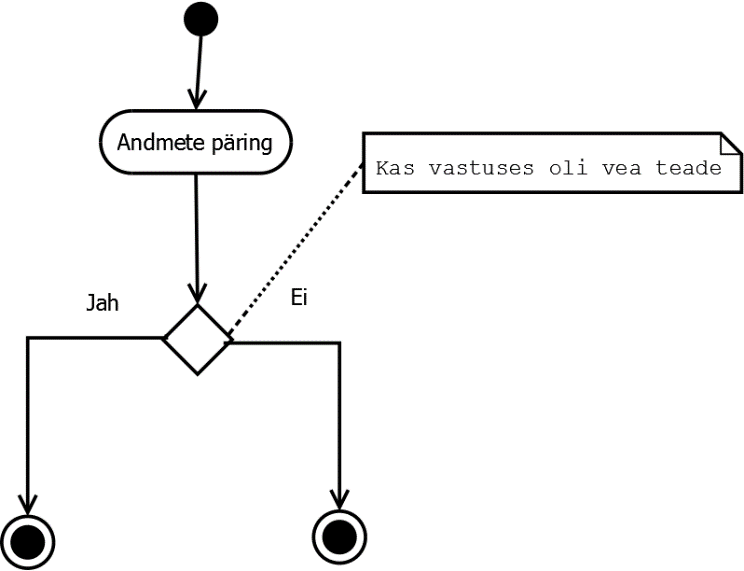 Andmete päring
Kas vastuses oli vea teade
Jah
Ei